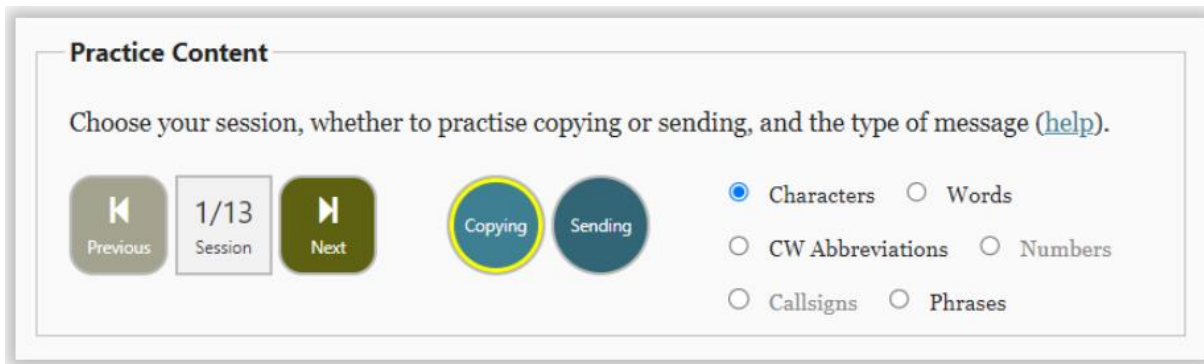 Practice Content
Choose your session, whether to practise copying or sending, and the type of message (help).
Previous
1/13
Session
Next
Copying
Sending
Characters Words
CW Abbreviations Numbers
Callsigns Phrases